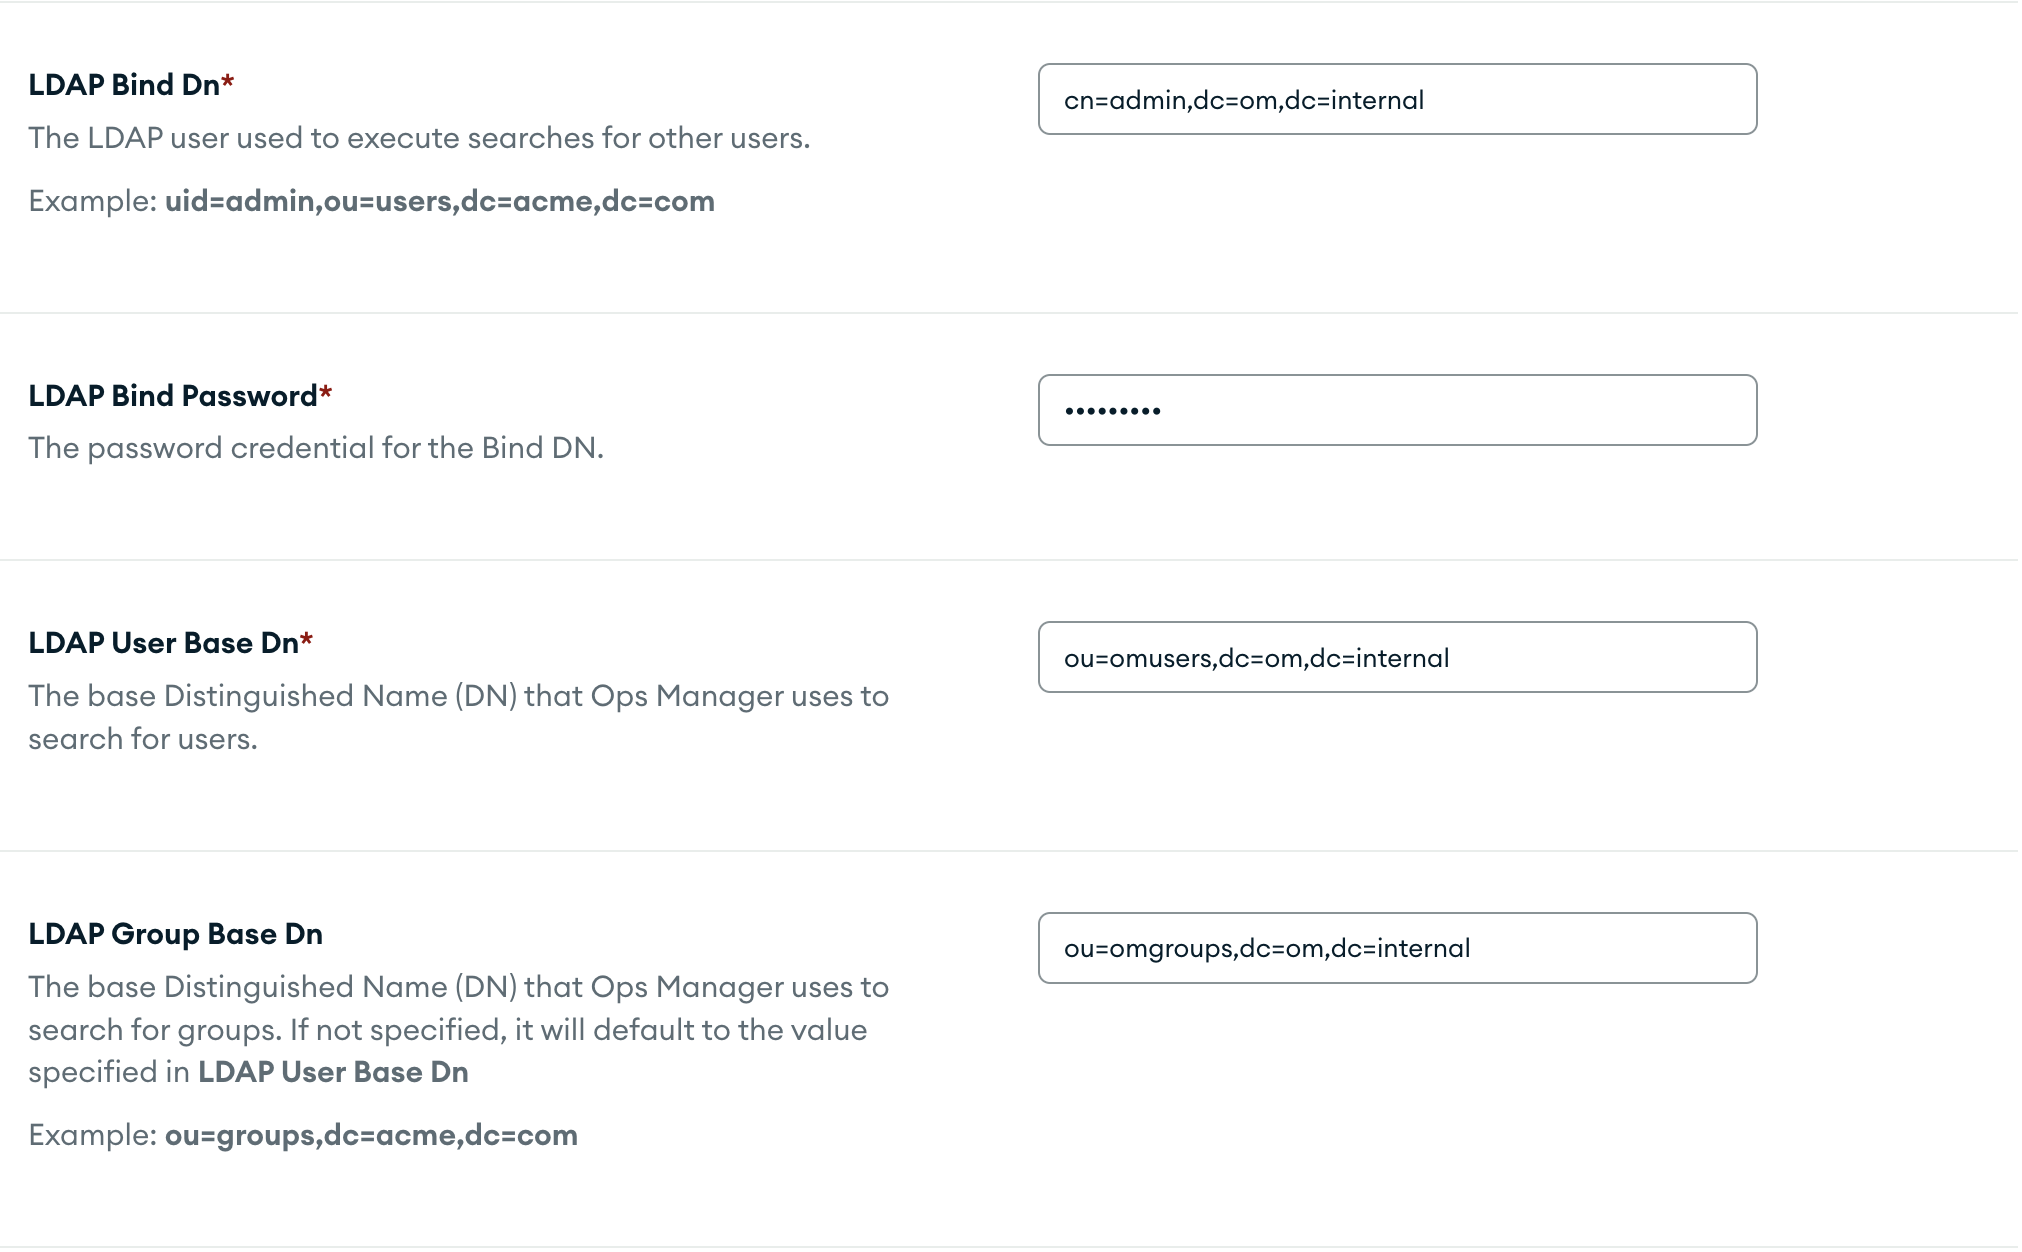 LDAP Bind Dn*
cn=admin,dc=om,dc=internal
The LDAP user used to execute searches for other users.
Example: uid=admin,ou=users,dc=acme,dc=com
LDAP Bind Password*
•••••••••
The password credential for the Bind DN.
LDAP User Base Dn*
ou=omusers,dc=om,dc=internal
The base Distinguished Name (DN) that Ops Manager uses to
search for users.
LDAP Group Base Dn
ou=omgroups,dc=om,dc=internal
The base Distinguished Name (DN) that Ops Manager uses to
search for groups. If not specified, it will default to the value
specified in LDAP User Base Dn
Example: ou=groups,dc=acme,dc=com